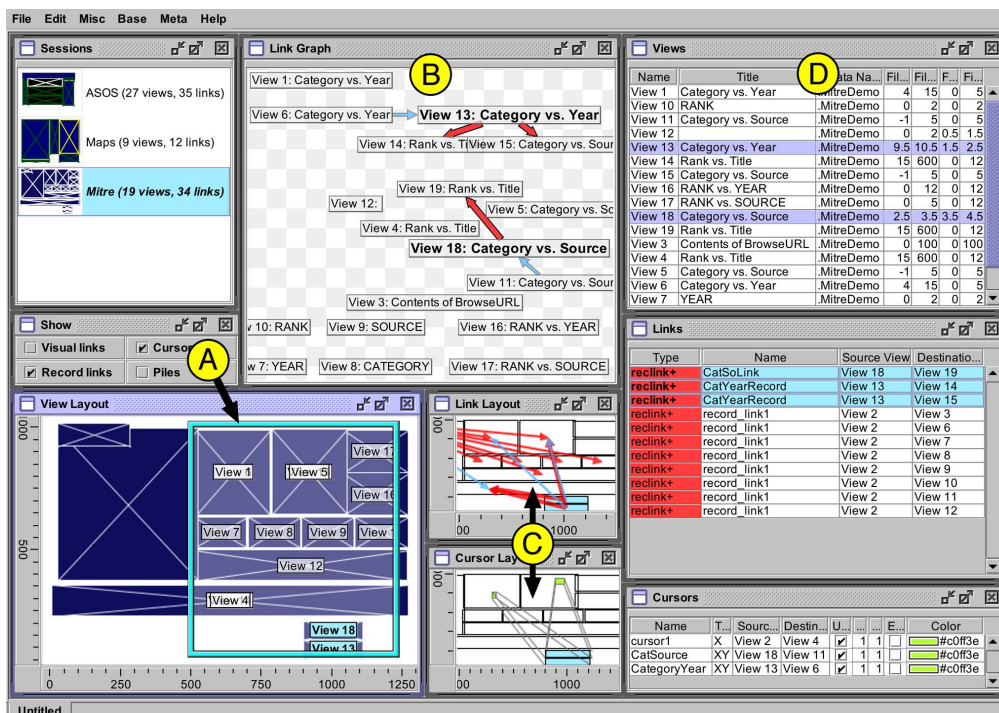 File Edit Misc Base Meta Help
Sessions
ASOS (27 views, 35 links)
Maps (9 views, 12 links)
Mitre (19 views, 34 links)
Show
Visual links
Record links
Piles
A
Link Graph
B
View 1: Category vs. Year
View 6: Category vs. Year
View 13: Category vs. Year
View 14: Rank vs. Ti
View 15: Category vs. Sour
View 19: Rank vs. Title
View 12:
View 5: Category vs. Sc
View 4: Rank vs. Title
View 18: Category vs. Source
View 11: Category vs. Sour
View 3: Contents of BrowseURL
10: RANK View 9: SOURCE View 16: RANK vs. YEAR
w 7: YEAR View 8: CATEGORY View 17: RANK vs. SOURCE
Views
D
Name Title ata Na... Fil... Fil... F... Fi...
View 1 Category vs. Year .MitreDemo 4 15 0 5
View 10 RANK .MitreDemo 0 2 0 2
View 11 Category vs. Source .MitreDemo -1 5 0 5
View 12 .MitreDemo 0 2 0.5 1.5
View 13 Category vs. Year .MitreDemo 9.5 10.5 1.5 2.5
View 14 Rank vs. Title .MitreDemo 15 600 0 12
View 15 Category vs. Source .MitreDemo -1 5 0 5
View 16 RANK vs. YEAR .MitreDemo 0 12 0 12
View 17 RANK vs. SOURCE .MitreDemo 0 5 0 12
View 18 Category vs. Source .MitreDemo 2.5 3.5 3.5 4.5
View 19 Rank vs. Title .MitreDemo 15 600 0 12
View 3 Contents of BrowseURL .MitreDemo 0 100 0 100
View 4 Rank vs. Title .MitreDemo 15 600 0 12
View 5 Category vs. Source .MitreDemo -1 5 0 5
View 6 Category vs. Year .MitreDemo 4 15 0 5
View 7 YEAR .MitreDemo 0 2 0 2
Links
Type Name Source View Destinatio...
reclink+ CatSoLink View 18 View 19
reclink+ CatYearRecord View 13 View 14
reclink+ CatYearRecord View 13 View 15
reclink+ record_link1 View 2 View 3
reclink+ record_link1 View 2 View 6
reclink+ record_link1 View 2 View 7
reclink+ record_link1 View 2 View 8
reclink+ record_link1 View 2 View 9
reclink+ record_link1 View 2 View 10
reclink+ record_link1 View 2 View 11
reclink+ record_link1 View 2 View 12
View Layout
View 1 View 5 View 17
View 16
View 7 View 8 View 9 View 1
View 12
View 4
View 18
View 13
500
0 250 500 750 1000 1250
Link Layout
00 1000
C
Cursor Lay
00 1000
Cursors
Name T... Sourc... Destin... U... ... ... E... Color
cursor1 X View 2 View 4 1 1 #c0ff3e
CatSource XY View 18 View 11 1 1 #c0ff3e
CategoryYear XY View 13 View 6 1 1 #c0ff3e
Untitled